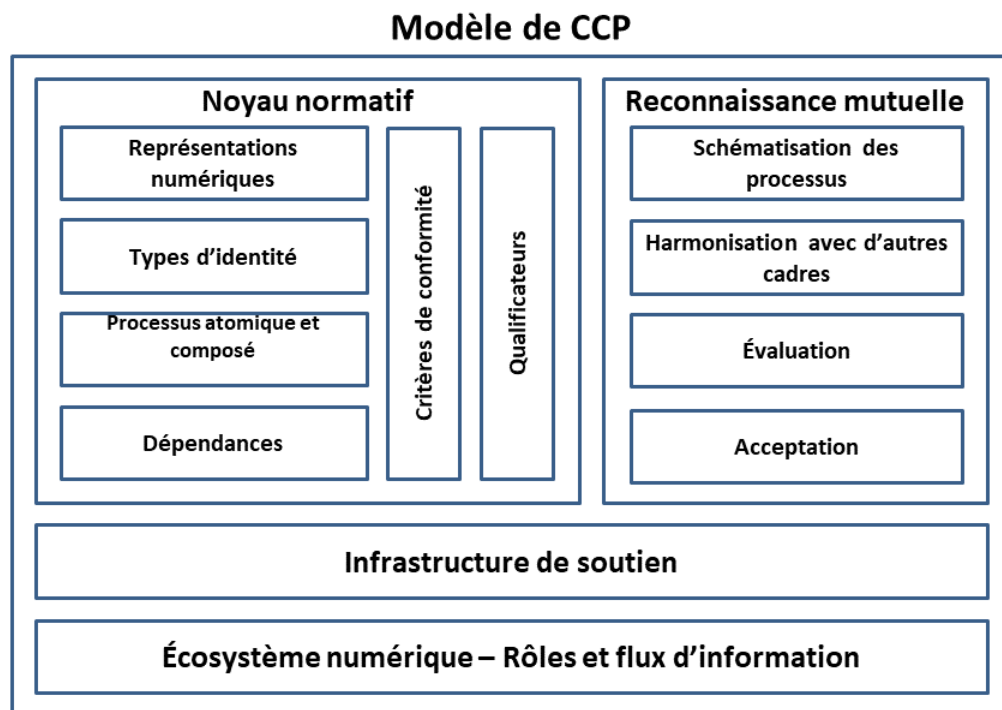 Modèle de CCP
Noyau normatif
Représentations
numériques
Types d’identité
Processus atomique et
composé
Dépendances
Critères de conformité
Qualificateurs
Reconnaissance mutuelle
Schématisation des
processus
Harmonisation avec d’autres
cadres
Évaluation
Acceptation
Infrastructure de soutien
Écosystème numérique – Rôles et flux d’information